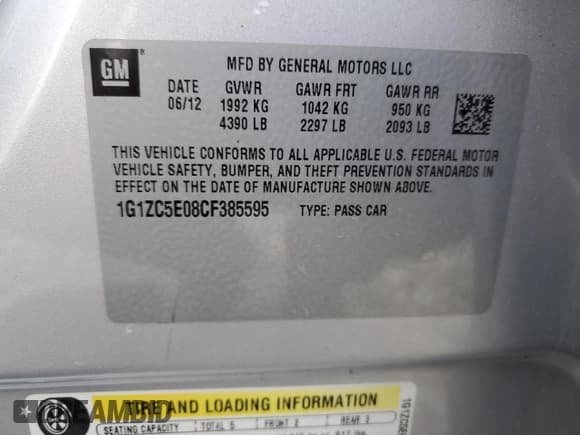 GM ®
MFD BY GENERAL MOTORS LLC
DATE GVWR GAWR FRT GAWR RR
06/12 1992 KG 1042 KG 950 KG
4390 LB 2297 LB 2093 LB
THIS VEHICLE CONFORMS TO ALL APPLICABLE U.S. FEDERAL MOTOR
VEHICLE SAFETY, BUMPER, AND THEFT PREVENTION STANDARDS IN
EFFECT ON THE DATE OF MANUFACTURE SHOWN ABOVE.
1G1ZC5E08CF385595 TYPE: PASS CAR
TIRE AND LOADING INFORMATION
SEATING CAPACITY TOTAL 5 FRONT 2 REAR 3